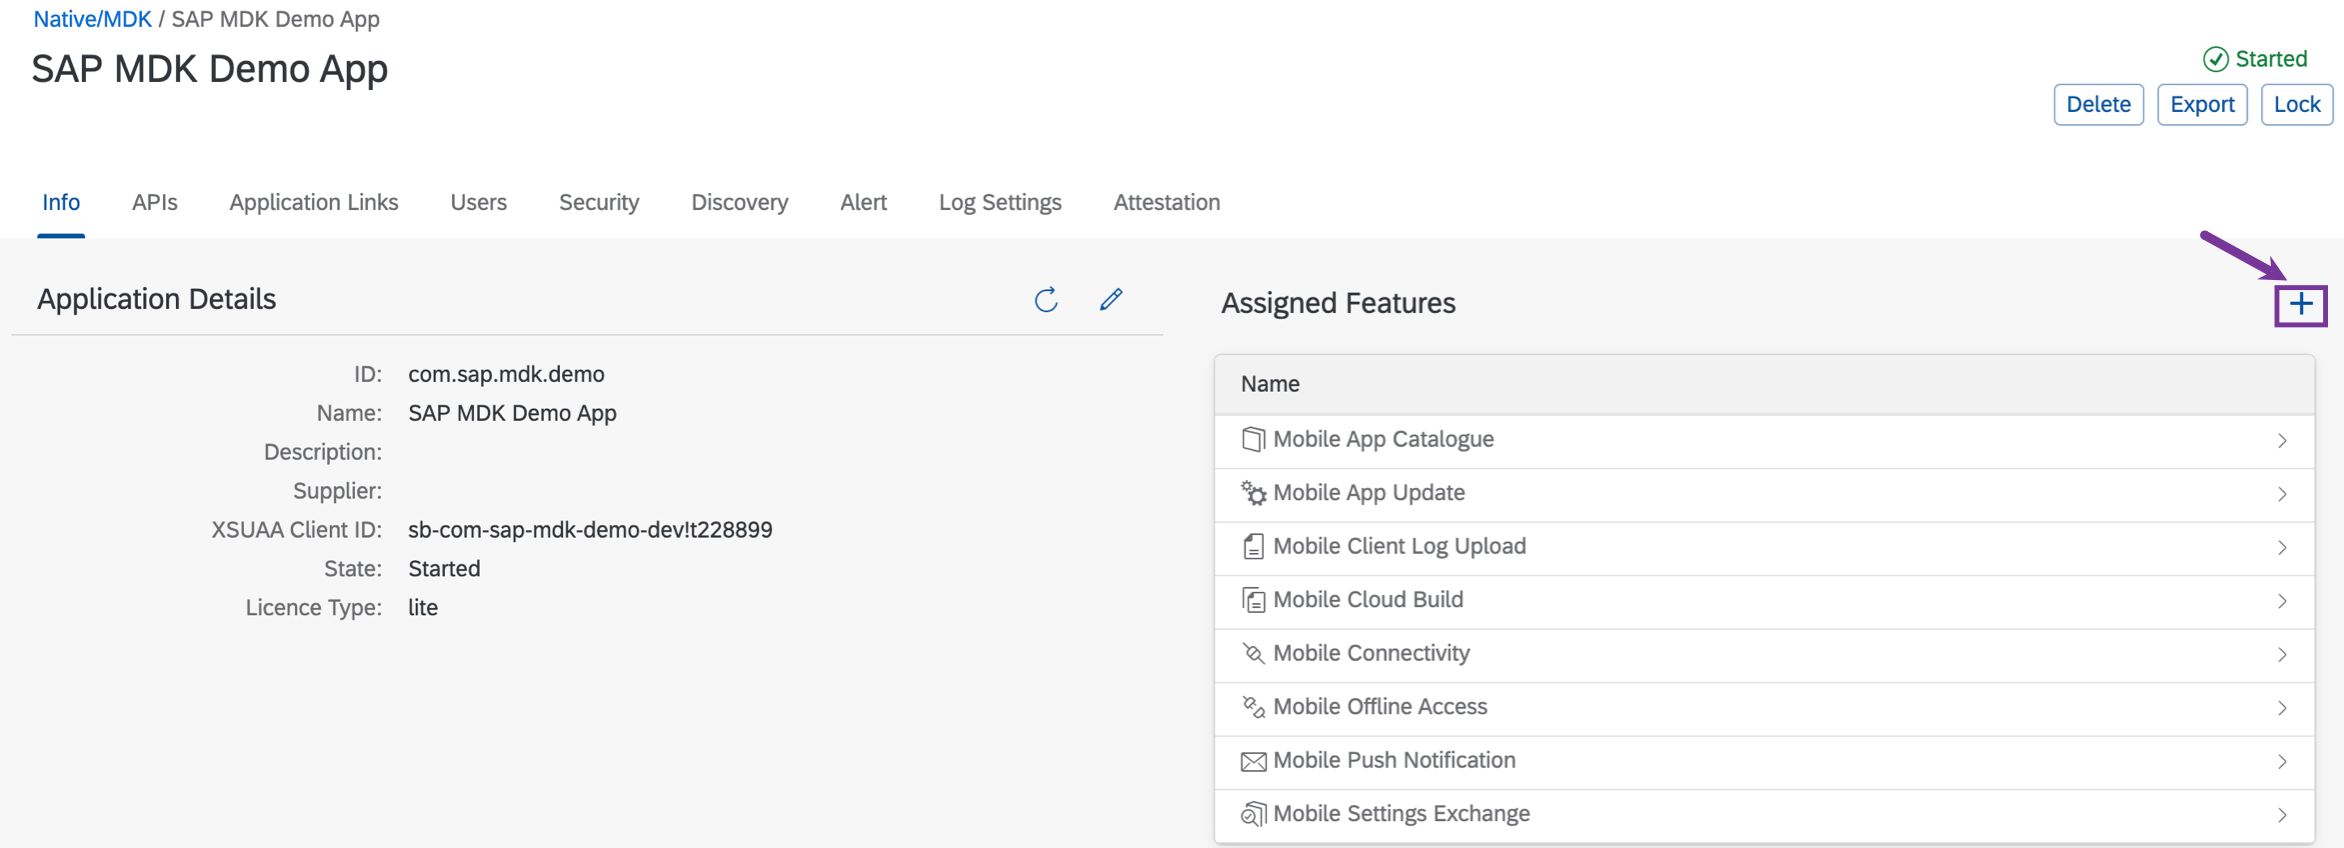 Native/MDK / SAP MDK Demo App
SAP MDK Demo App
Started
Delete Export Lock
Info APIs Application Links Users Security Discovery Alert Log Settings Attestation
Application Details
ID: com.sap.mdk.demo
Name: SAP MDK Demo App
Description:
Supplier:
XSUAA Client ID: sb-com-sap-mdk-demo-dev!t228899
State: Started
Licence Type: lite
Assigned Features
Name
Mobile App Catalogue
Mobile App Update
Mobile Client Log Upload
Mobile Cloud Build
Mobile Connectivity
Mobile Offline Access
Mobile Push Notification
Mobile Settings Exchange